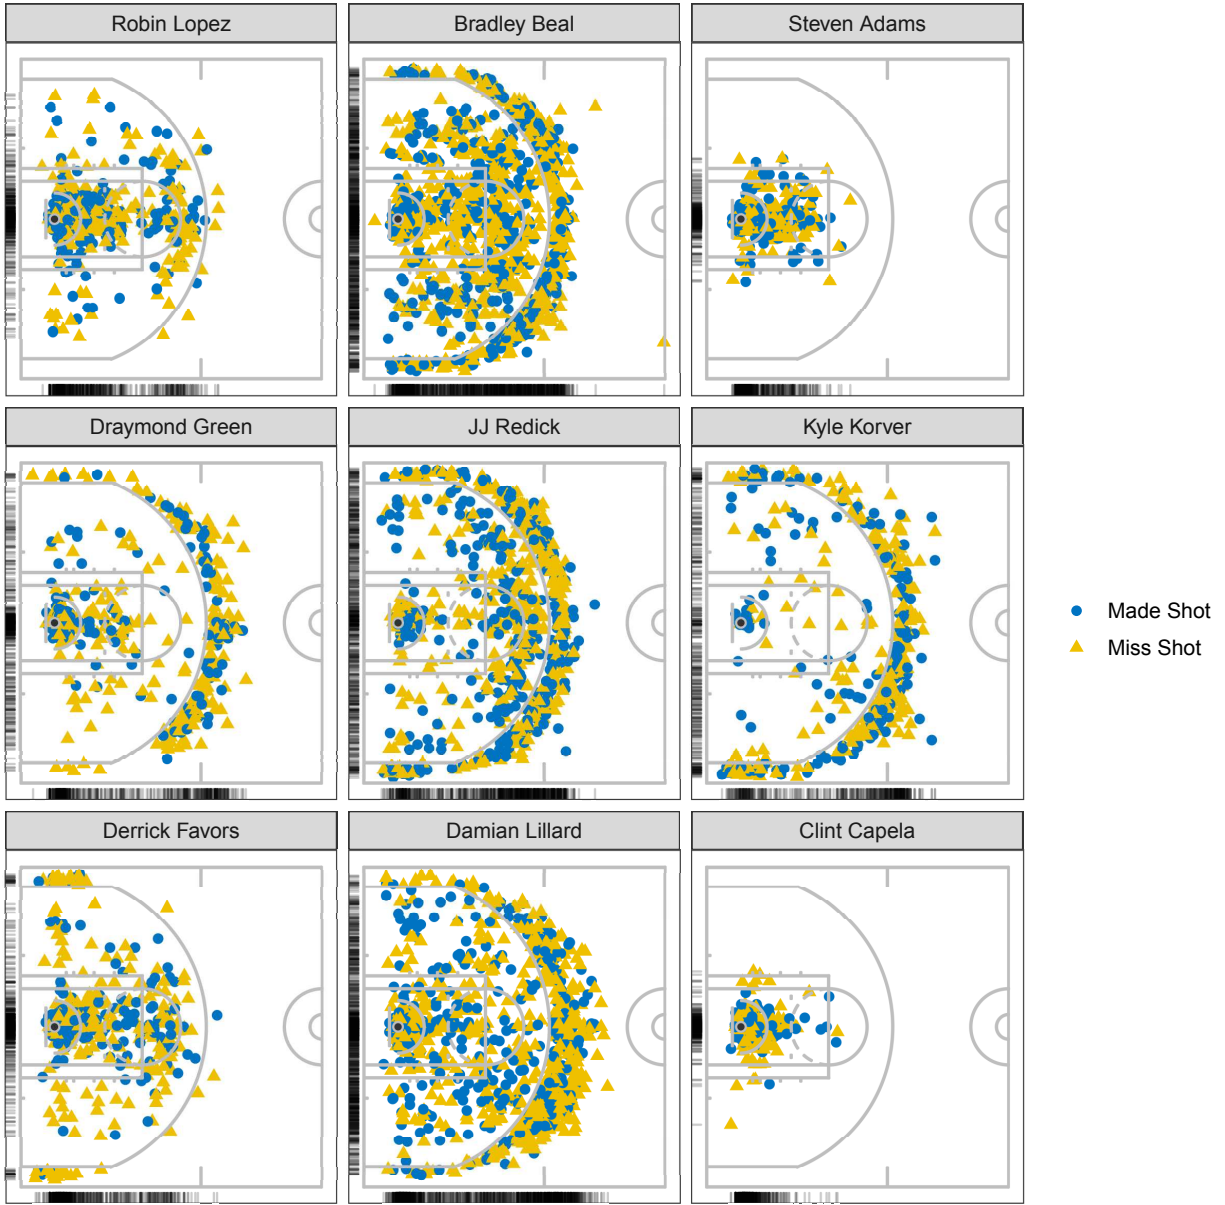 Robin Lopez
Bradley Beal
Steven Adams
Draymond Green
JJ Redick
Kyle Korver
Made Shot
Miss Shot
Derrick Favors
Damian Lillard
Clint Capela